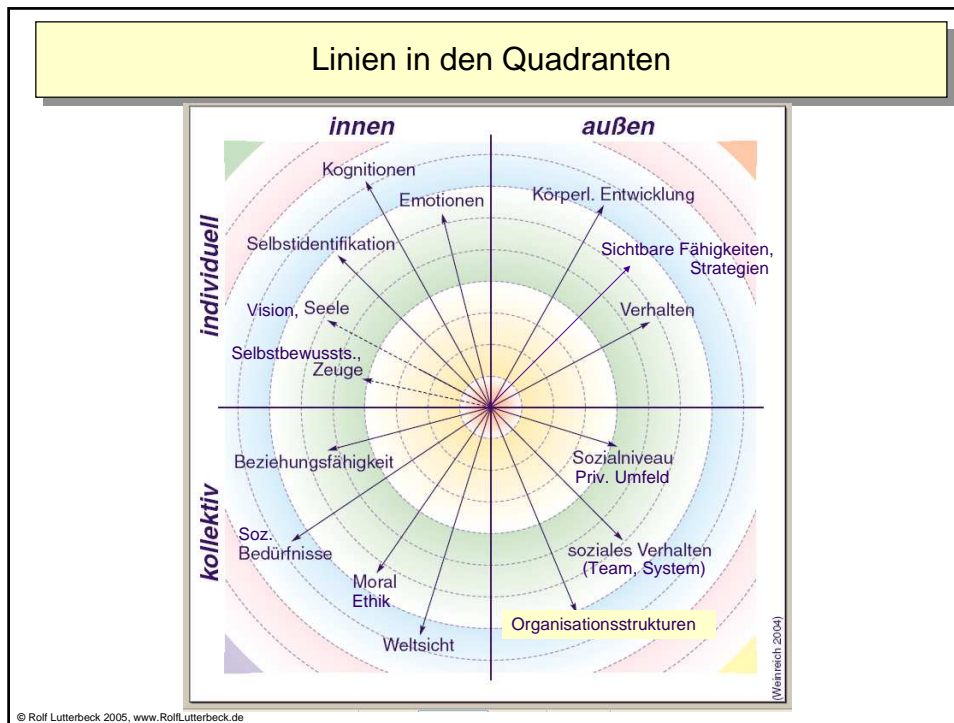 Linien in den Quadranten
innen
außen
individuell
kollektiv
Kognitionen
Emotionen
Selbstidentifikation
Vision, Seele
Selbstbewussts.,
Zeuge
Körperl. Entwicklung
Sichtbare Fähigkeiten,
Strategien
Verhalten
Beziehungsfähigkeit
Soz.
Bedürfnisse
Moral
Ethik
Weltsicht
Sozialniveau
Priv. Umfeld
soziales Verhalten
(Team, System)
Organisationsstrukturen
(Weinreich 2004)
© Rolf Lutterbeck 2005, www.RolfLutterbeck.de